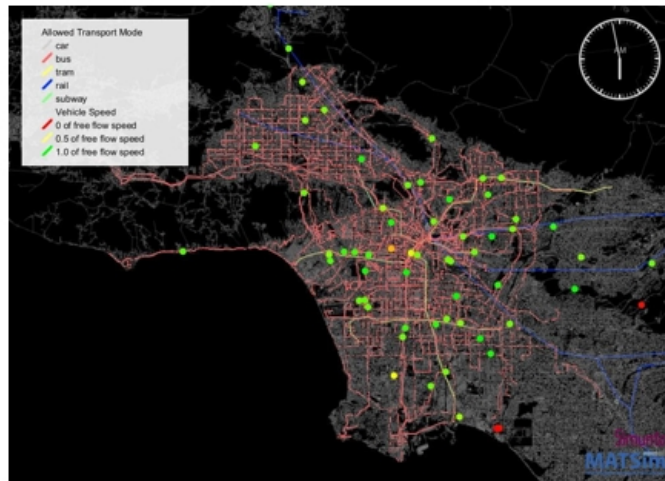 Allowed Transport Mode
car
bus
tram
rail
subway
Vehicle Speed
0 of free flow speed
0.5 of free flow speed
1.0 of free flow speed
AM
MATSim